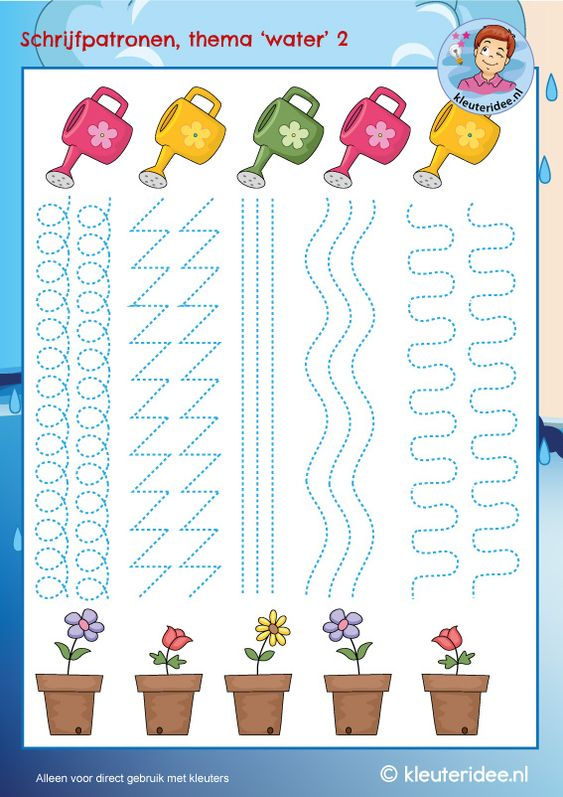 Schrijfpatronen, thema ‘water’ 2
kleuteridee.nl
Alleen voor direct gebruik met kleuters
© kleuteridee.nl